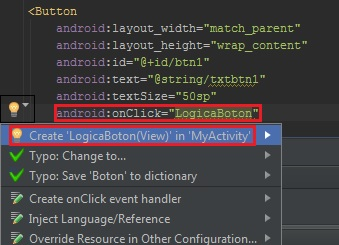 <Button
android:layout_width="match_parent"
android:layout_height="wrap_content"
android:id="@+id/btn1"
android:text="@string/txtbtn1"
android:textSize="50sp"
android:onClick="LogicaBoton"
Create 'LogicaBoton(View)' in 'MyActivity'
Typo: Change to...
Typo: Save 'Boton' to dictionary
Create onClick event handler
Inject Language/Reference
Override Resource in Other Configuration...